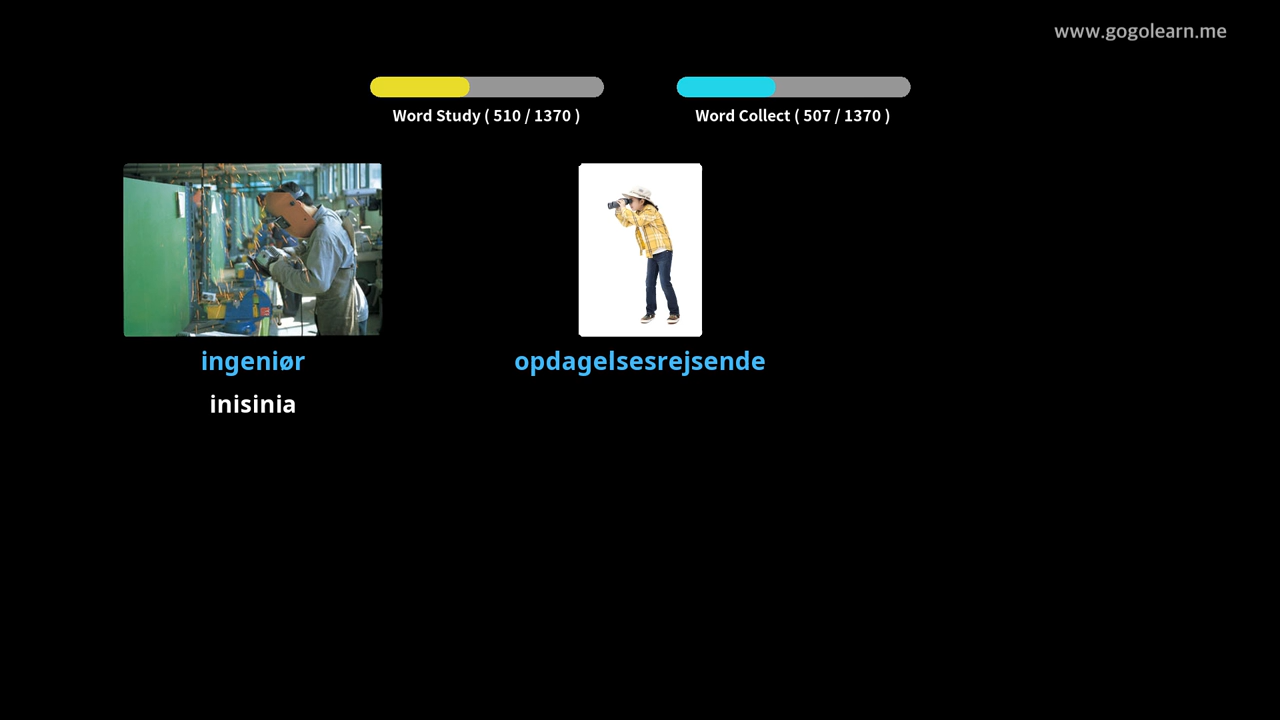 www.gogolearn.me
Word Study ( 510 / 1370 )
Word Collect ( 507 / 1370 )
ingeniør
opdagelsesrejsende
inisinia